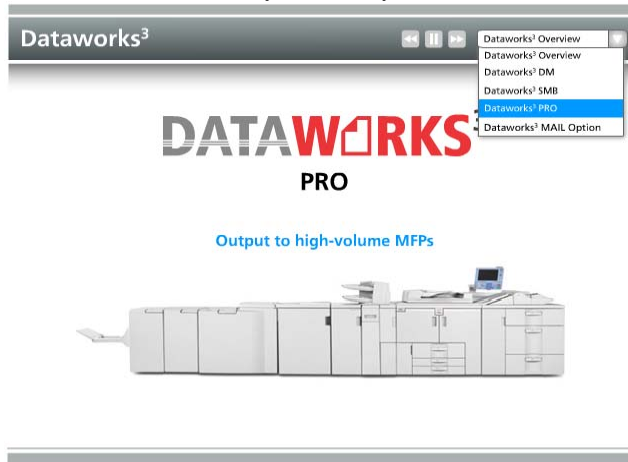 Dataworks³
Dataworks³ Overview
Dataworks³ Overview
Dataworks³ DM
Dataworks³ SMB
Dataworks³ PRO
Dataworks³ MAIL Option
DATAWORKS³
PRO
Output to high-volume MFPs